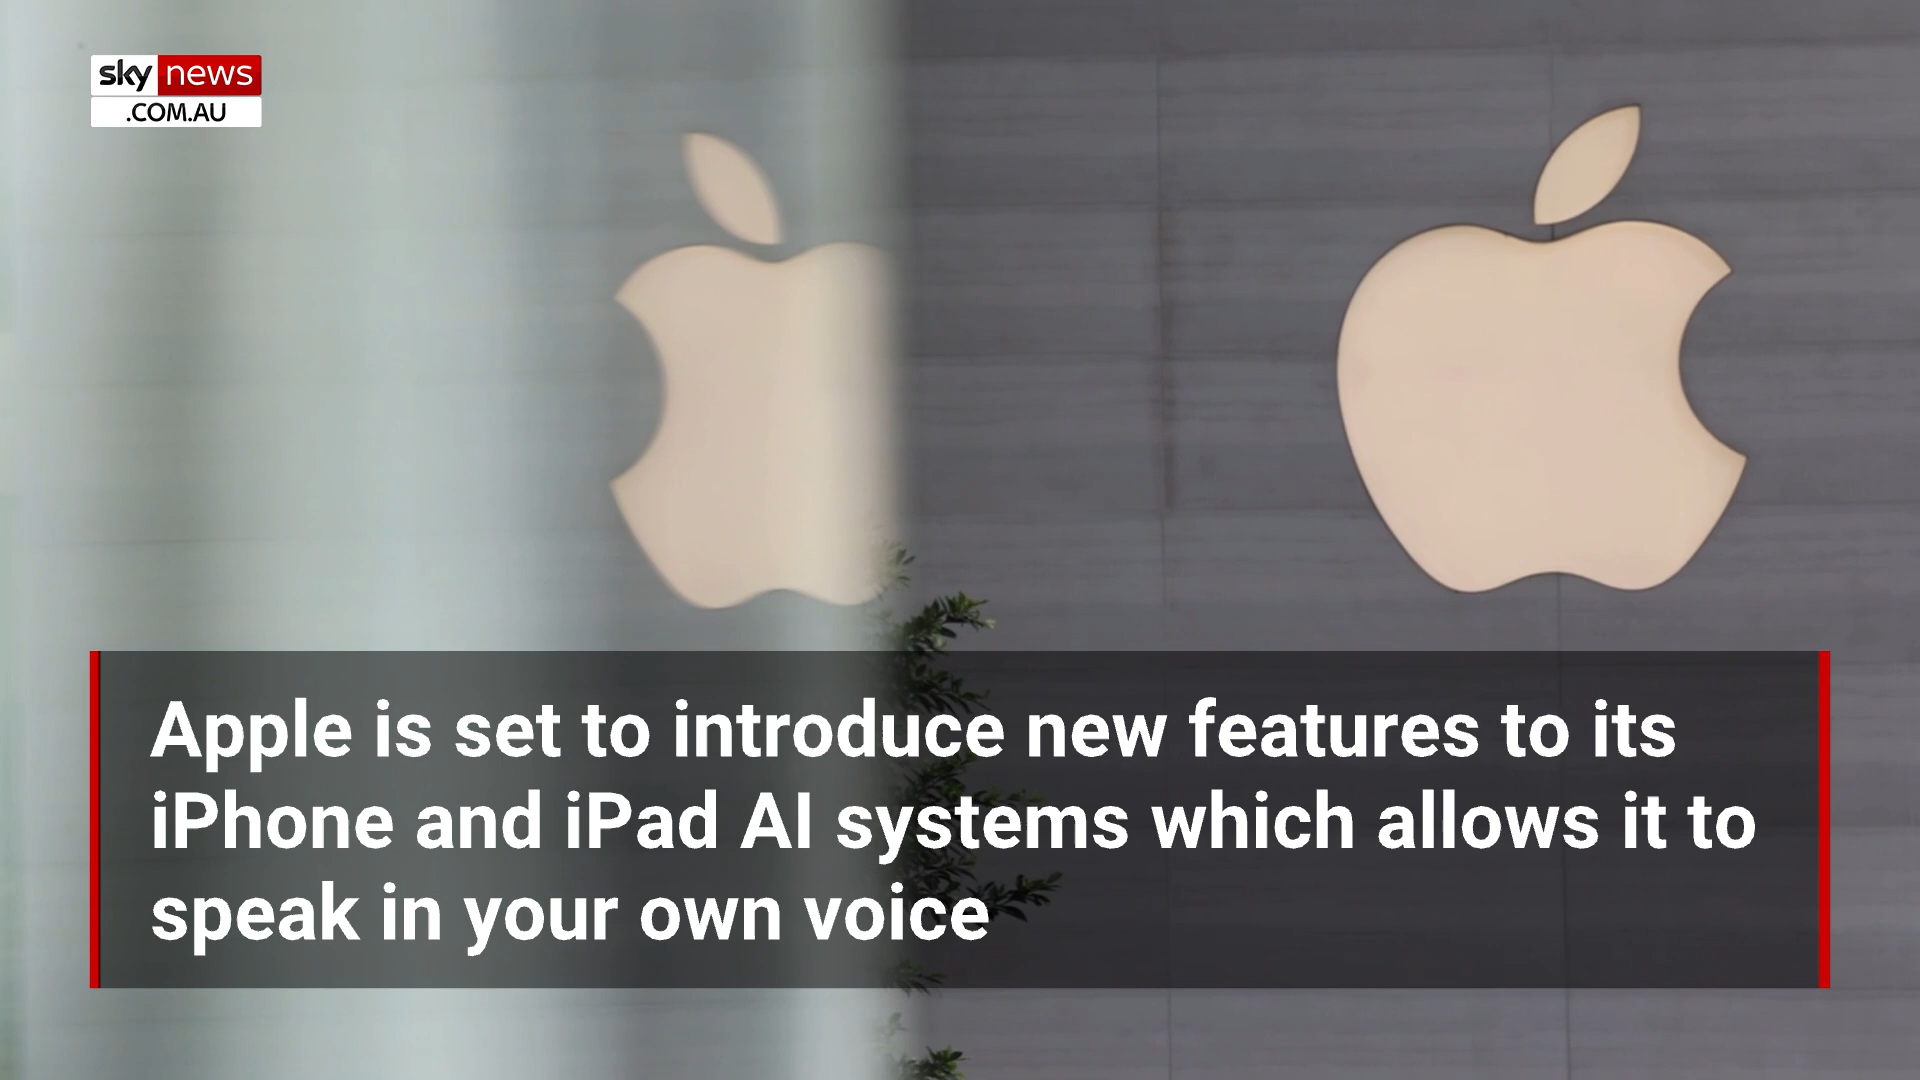 sky news
.COM.AU
Apple is set to introduce new features to its
iPhone and iPad AI systems which allows it to
speak in your own voice